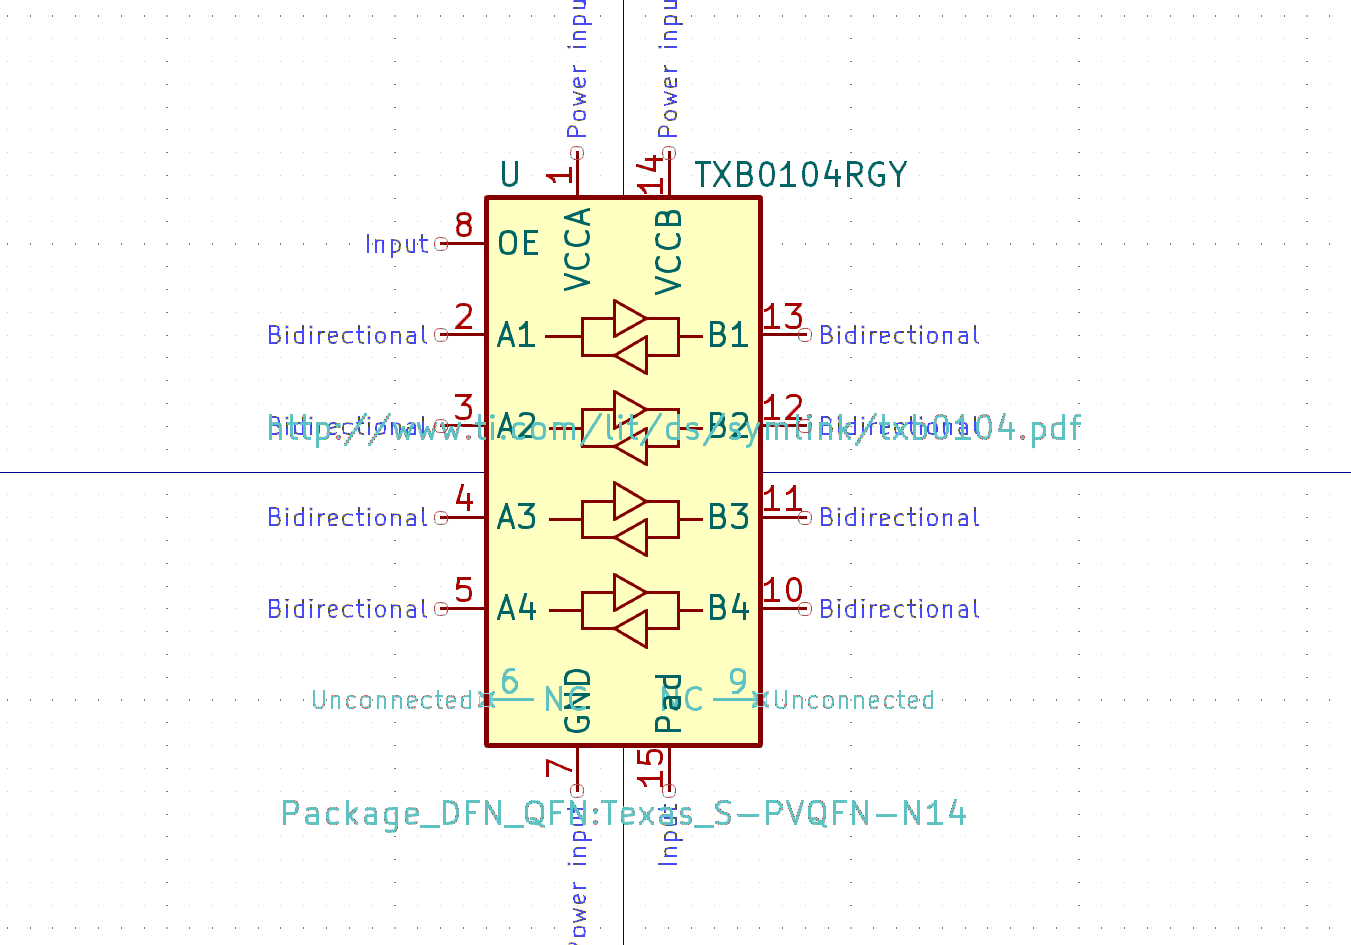 Power inpu
Power inpu
U
1
14
TXB0104RGY
Input
8
OE
VCCA
VCCB
Bidirectional
2
A1
B1
13
Bidirectional
Bidirectional
3
A2
B2
12
Bidirectional
http://www.ti.com/lit/ds/symlink/txb0104.pdf
Bidirectional
4
A3
B3
11
Bidirectional
Bidirectional
5
A4
B4
10
Bidirectional
Unconnected
6
NC
GND
Pad
NC
9
Unconnected
7
15
Package_DFN_QFN:Texas_S-PVQFN-N14
Power input
Input